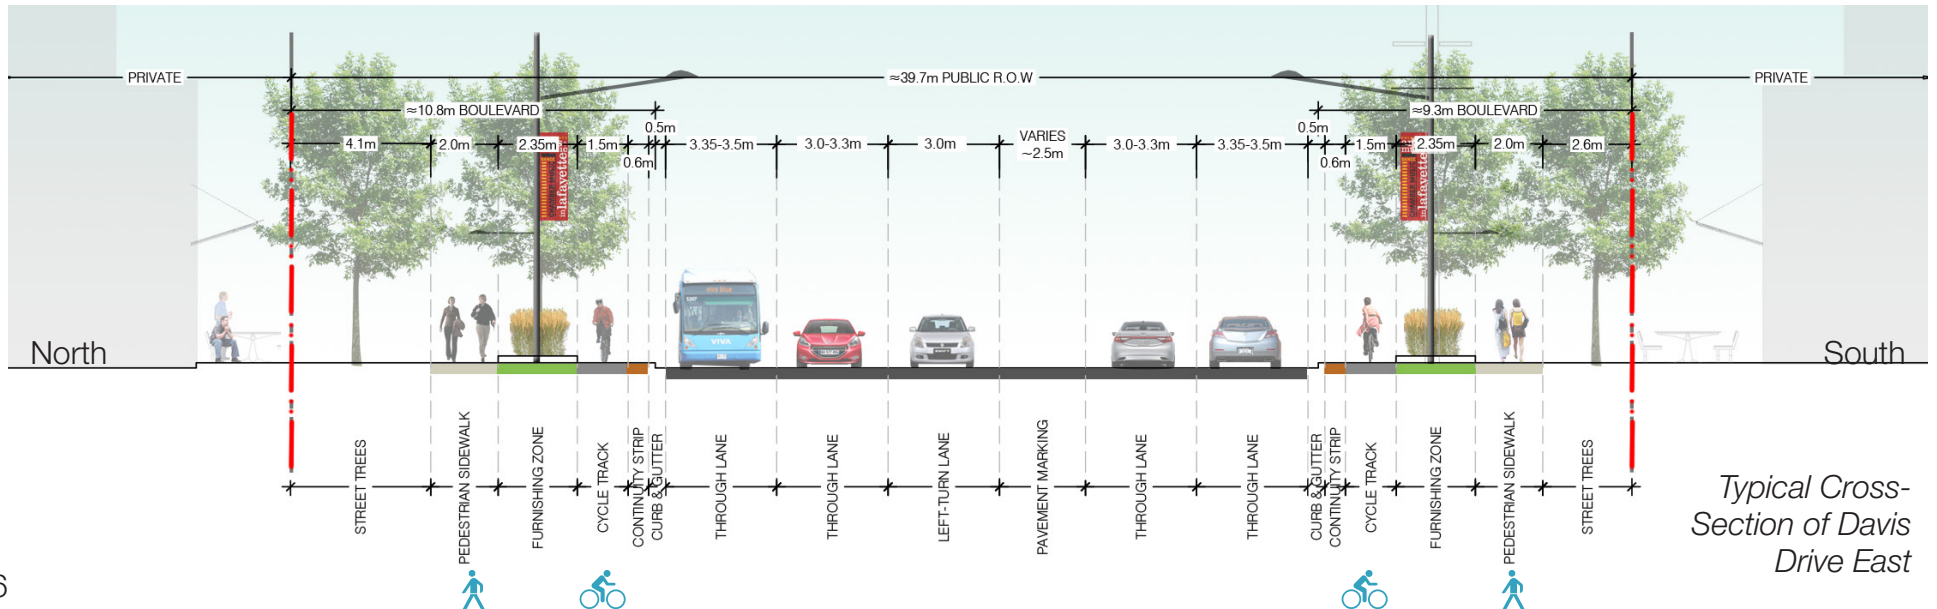 PRIVATE
≈39.7m PUBLIC R.O.W
PRIVATE
≈10.8m BOULEVARD
≈9.3m BOULEVARD
4.1m
2.0m
2.35m
1.5m
0.6m
0.5m
3.35-3.5m
3.0-3.3m
3.0m
VARIES
~2.5m
3.0-3.3m
3.35-3.5m
0.5m
0.6m
1.5m
2.35m
2.0m
2.6m
in lafayette
in lafayette
VIVA
North
South
STREET TREES
PEDESTRIAN SIDEWALK
FURNISHING ZONE
CYCLE TRACK
CONTINUITY STRIP
CURB & GUTTER
THROUGH LANE
THROUGH LANE
LEFT-TURN LANE
PAVEMENT MARKING
THROUGH LANE
THROUGH LANE
CURB & GUTTER
CONTINUITY STRIP
CYCLE TRACK
FURNISHING ZONE
PEDESTRIAN SIDEWALK
STREET TREES
Typical Cross-
Section of Davis
Drive East
6